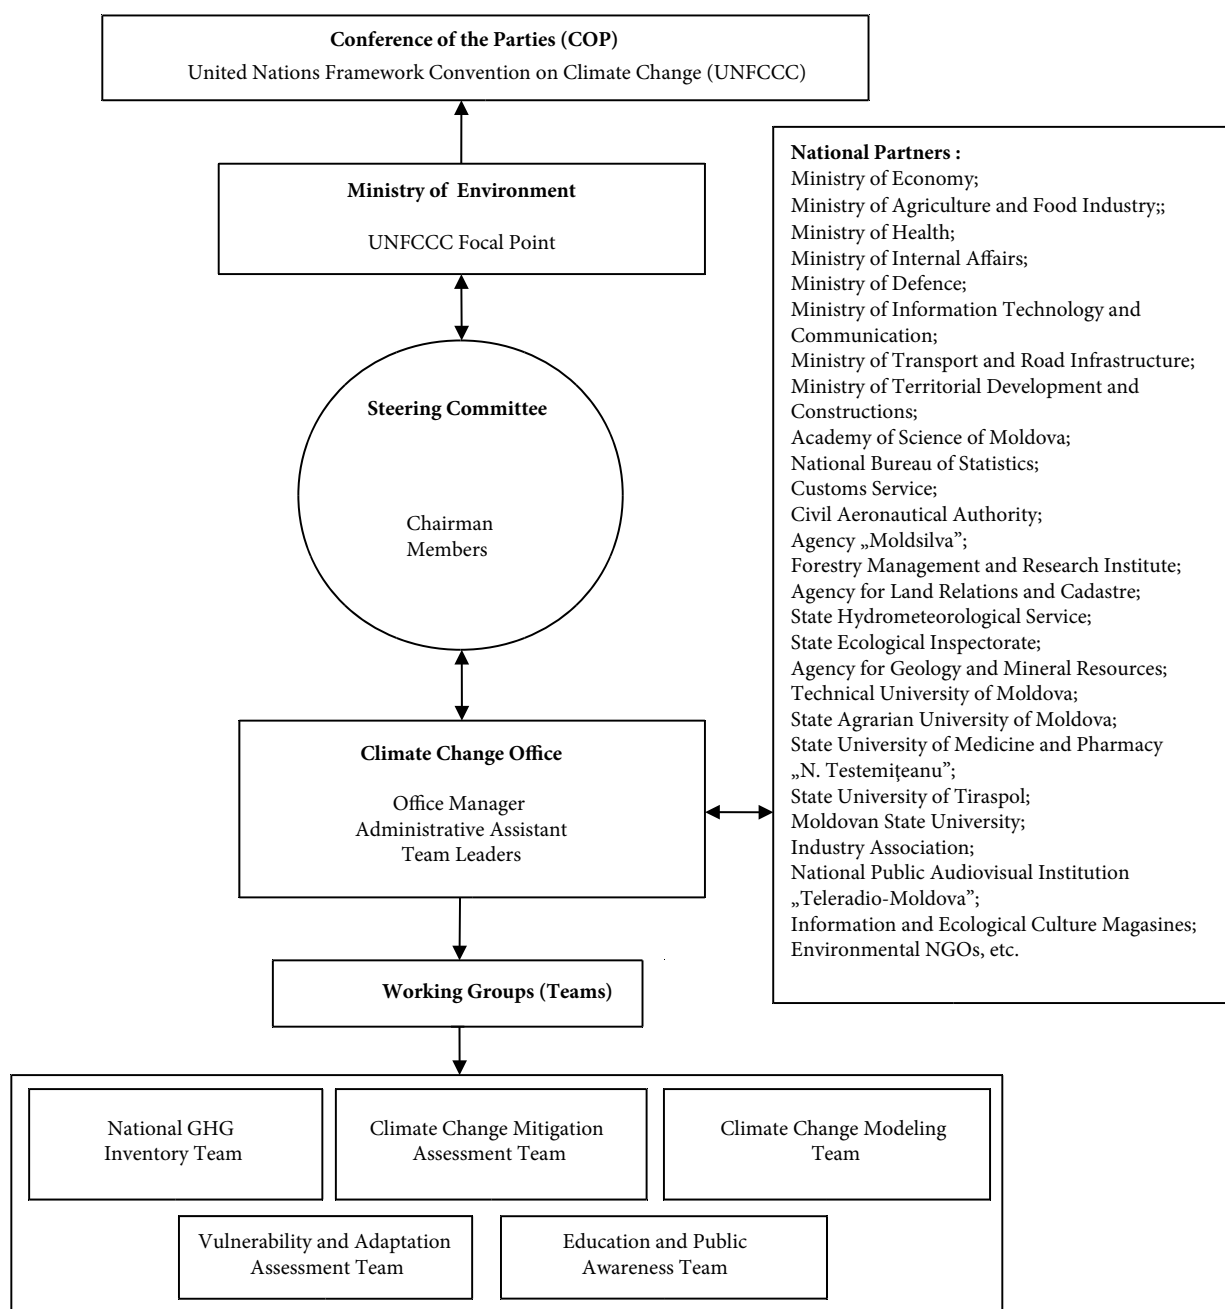 Conference of the Parties (COP)
United Nations Framework Convention on Climate Change (UNFCCC)
Ministry of Environment
UNFCCC Focal Point
Steering Committee
Chairman
Members
Climate Change Office
Office Manager
Administrative Assistant
Team Leaders
National Partners :
Ministry of Economy;
Ministry of Agriculture and Food Industry;;
Ministry of Health;
Ministry of Internal Affairs;
Ministry of Defence;
Ministry of Information Technology and
Communication;
Ministry of Transport and Road Infrastructure;
Ministry of Territorial Development and
Constructions;
Academy of Science of Moldova;
National Bureau of Statistics;
Customs Service;
Civil Aeronautical Authority;
Agency „Moldsilva”;
Forestry Management and Research Institute;
Agency for Land Relations and Cadastre;
State Hydrometeorological Service;
State Ecological Inspectorate;
Agency for Geology and Mineral Resources;
Technical University of Moldova;
State Agrarian University of Moldova;
State University of Medicine and Pharmacy
„N. Testemiţeanu”;
State University of Tiraspol;
Moldovan State University;
Industry Association;
National Public Audiovisual Institution
„Teleradio-Moldova”;
Information and Ecological Culture Magasines;
Environmental NGOs, etc.
Working Groups (Teams)
National GHG
Inventory Team
Climate Change Mitigation
Assessment Team
Climate Change Modeling
Team
Vulnerability and Adaptation
Assessment Team
Education and Public
Awareness Team